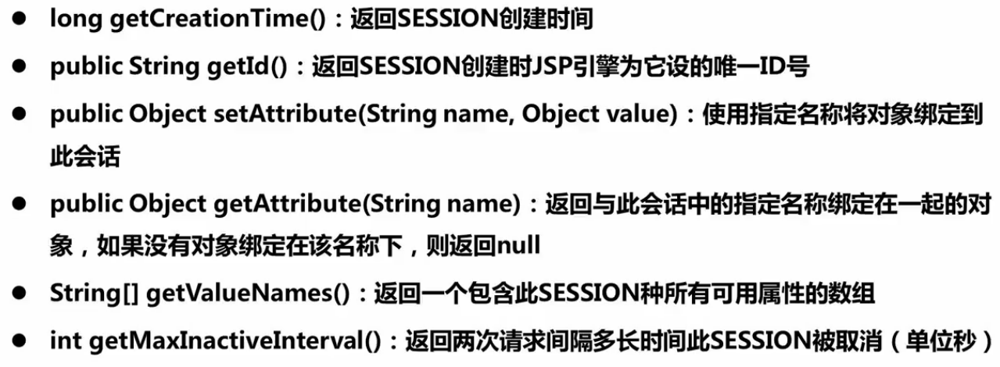 ● long getCreationTime()：返回SESSION创建时间
● public String getId()：返回SESSION创建时JSP引擎为它设的唯一ID号
● public Object setAttribute(String name, Object value)：使用指定名称将对象绑定到
此会话
● public Object getAttribute(String name)：返回与此会话中的指定名称绑定在一起的对
象，如果没有对象绑定在该名称下，则返回null
● String[] getValueNames()：返回一个包含此SESSION种所有可用属性的数组
● int getMaxInactiveInterval()：返回两次请求间隔多长时间此SESSION被取消（单位秒）